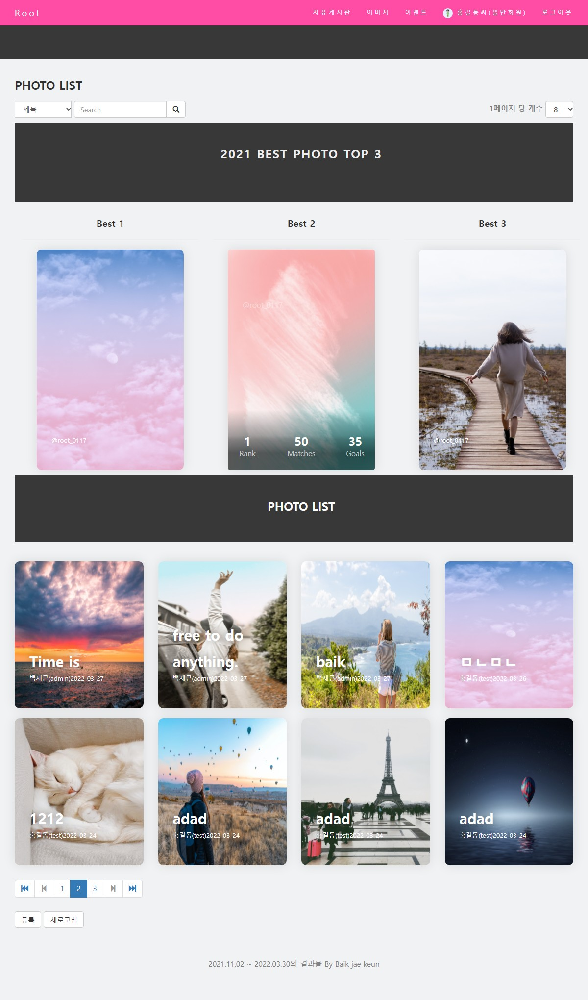 Root 자유게시판 이미지 이벤트 홍길동씨(일반회원) 로그아웃
PHOTO LIST
제목 Search 1페이지 당 개수 8
2021 BEST PHOTO TOP 3
Best 1 Best 2 Best 3
@root_0117
@root_0117 @root_0117
1 50 35
Rank Matches Goals
PHOTO LIST
free to do
Time is anything. baik ㅁㄴㅁㄴ
백재근(admin)2022-03-27 백재근(admin)2022-03-27 백재근(admin)2022-03-27 홍길동(test)2022-03-26
1212 adad adad adad
홍길동(test)2022-03-24 홍길동(test)2022-03-24 홍길동(test)2022-03-24 홍길동(test)2022-03-24
1 2 3
등록 새로고침
2021.11.02 ~ 2022.03.30의 결과물 By Baik jae keun